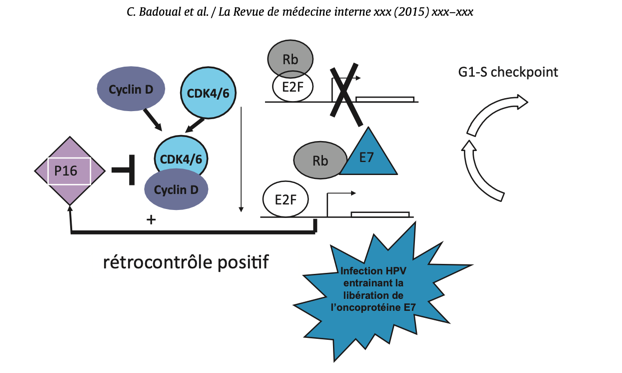 C. Badoual et al. / La Revue de médecine interne xxx (2015) xxx–xxx
Rb
E2F
G1-S checkpoint
Cyclin D
CDK4/6
CDK4/6
Cyclin D
P16
Rb
E7
E2F
+
rétrocontrôle positif
Infection HPV
entrainant la
libération de
l'oncoprotéine E7